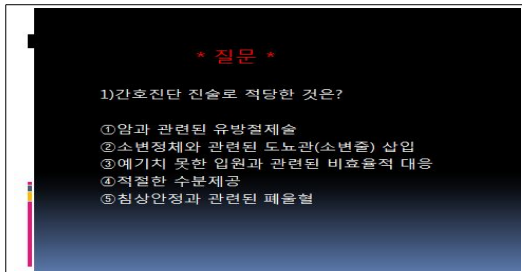 * 질문 *
1)간호진단 진술로 적당한 것은?
①암과 관련된 유방절제술
②소변정체와 관련된 도뇨관(소변줄) 삽입
③예기치 못한 입원과 관련된 비효율적 대응
④적절한 수분제공
⑤침상안정과 관련된 폐울혈